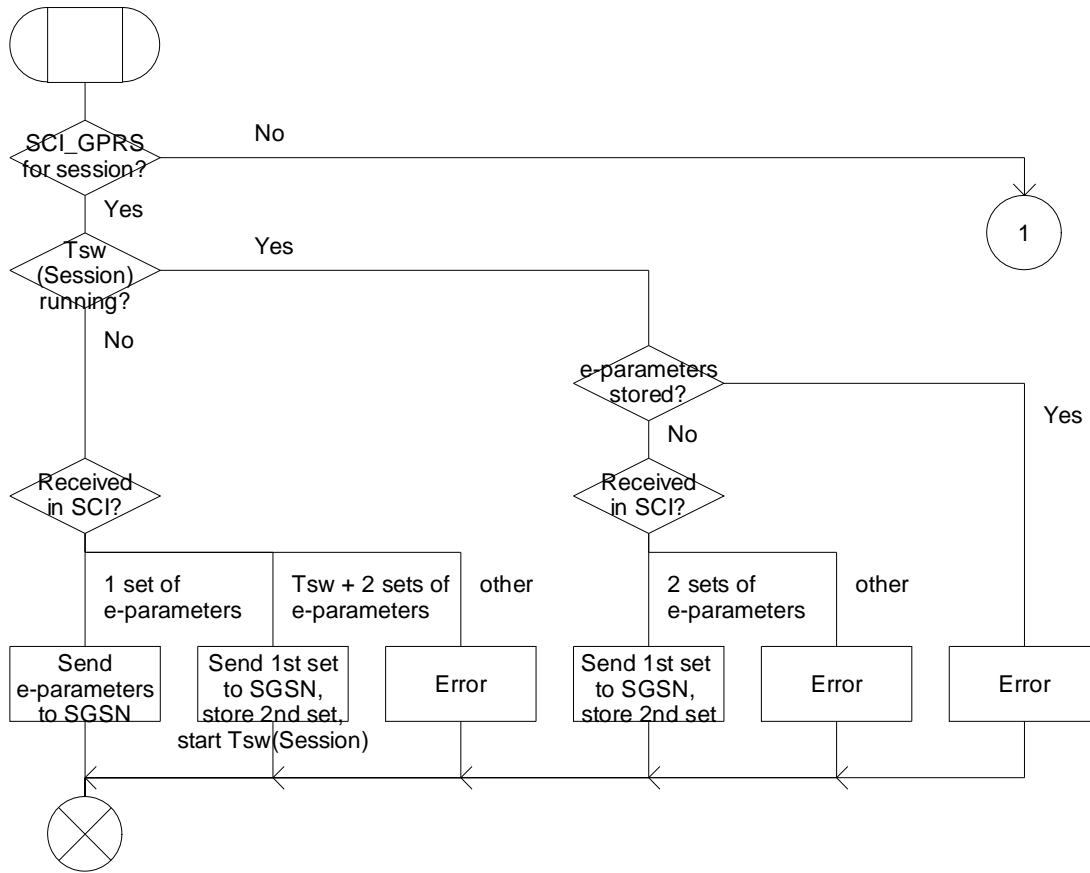 SCI_GPRS
for session?
No
Yes
1
Tsw
(Session)
running?
Yes
No
e-parameters
stored?
Yes
No
Received
in SCI?
Received
in SCI?
1 set of
e-parameters
Tsw + 2 sets of
e-parameters
other
2 sets of
e-parameters
other
Send
e-parameters
to SGSN
Send 1st set
to SGSN,
store 2nd set,
start Tsw(Session)
Error
Send 1st set
to SGSN,
store 2nd set
Error
Error